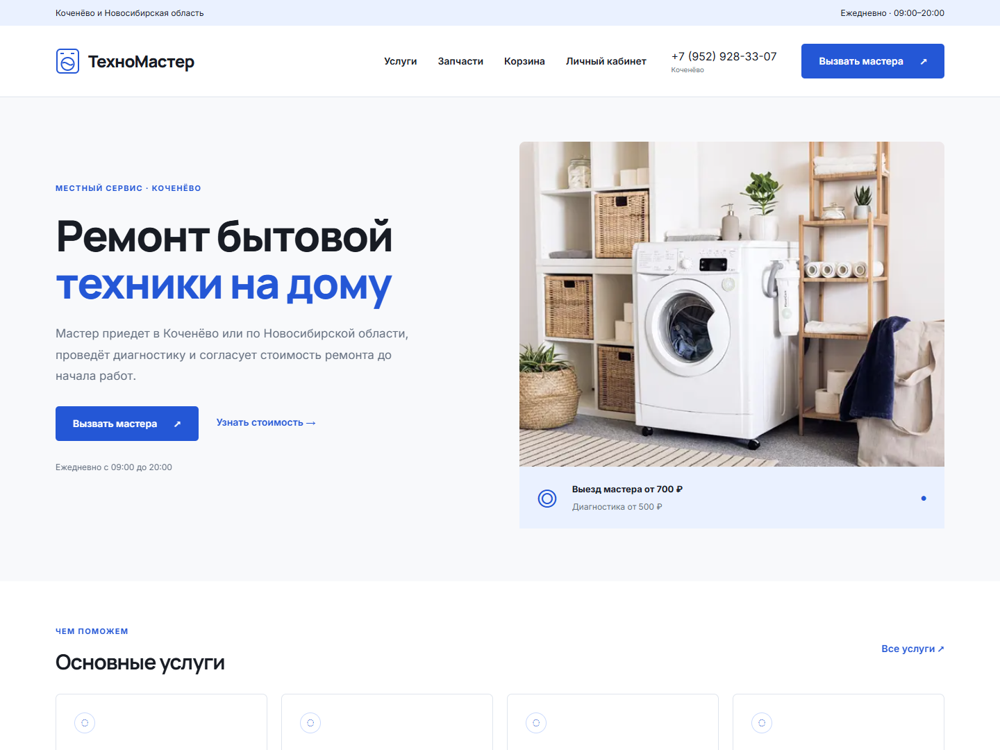 Коченёво и Новосибирская область
Ежедневно · 09:00–20:00
ТехноМастер
Услуги
Запчасти
Корзина
Личный кабинет
+7 (952) 928-33-07
Коченёво
Вызвать мастера ↗
МЕСТНЫЙ СЕРВИС · КОЧЕНЁВО
Ремонт бытовой
техники на дому
Мастер приедет в Коченёво или по Новосибирской области,
проведёт диагностику и согласует стоимость ремонта до
начала работ.
Вызвать мастера ↗
Узнать стоимость →
Ежедневно с 09:00 до 20:00
Выезд мастера от 700 ₽
Диагностика от 500 ₽
ЧЕМ ПОМОЖЕМ
Основные услуги
Все услуги ↗